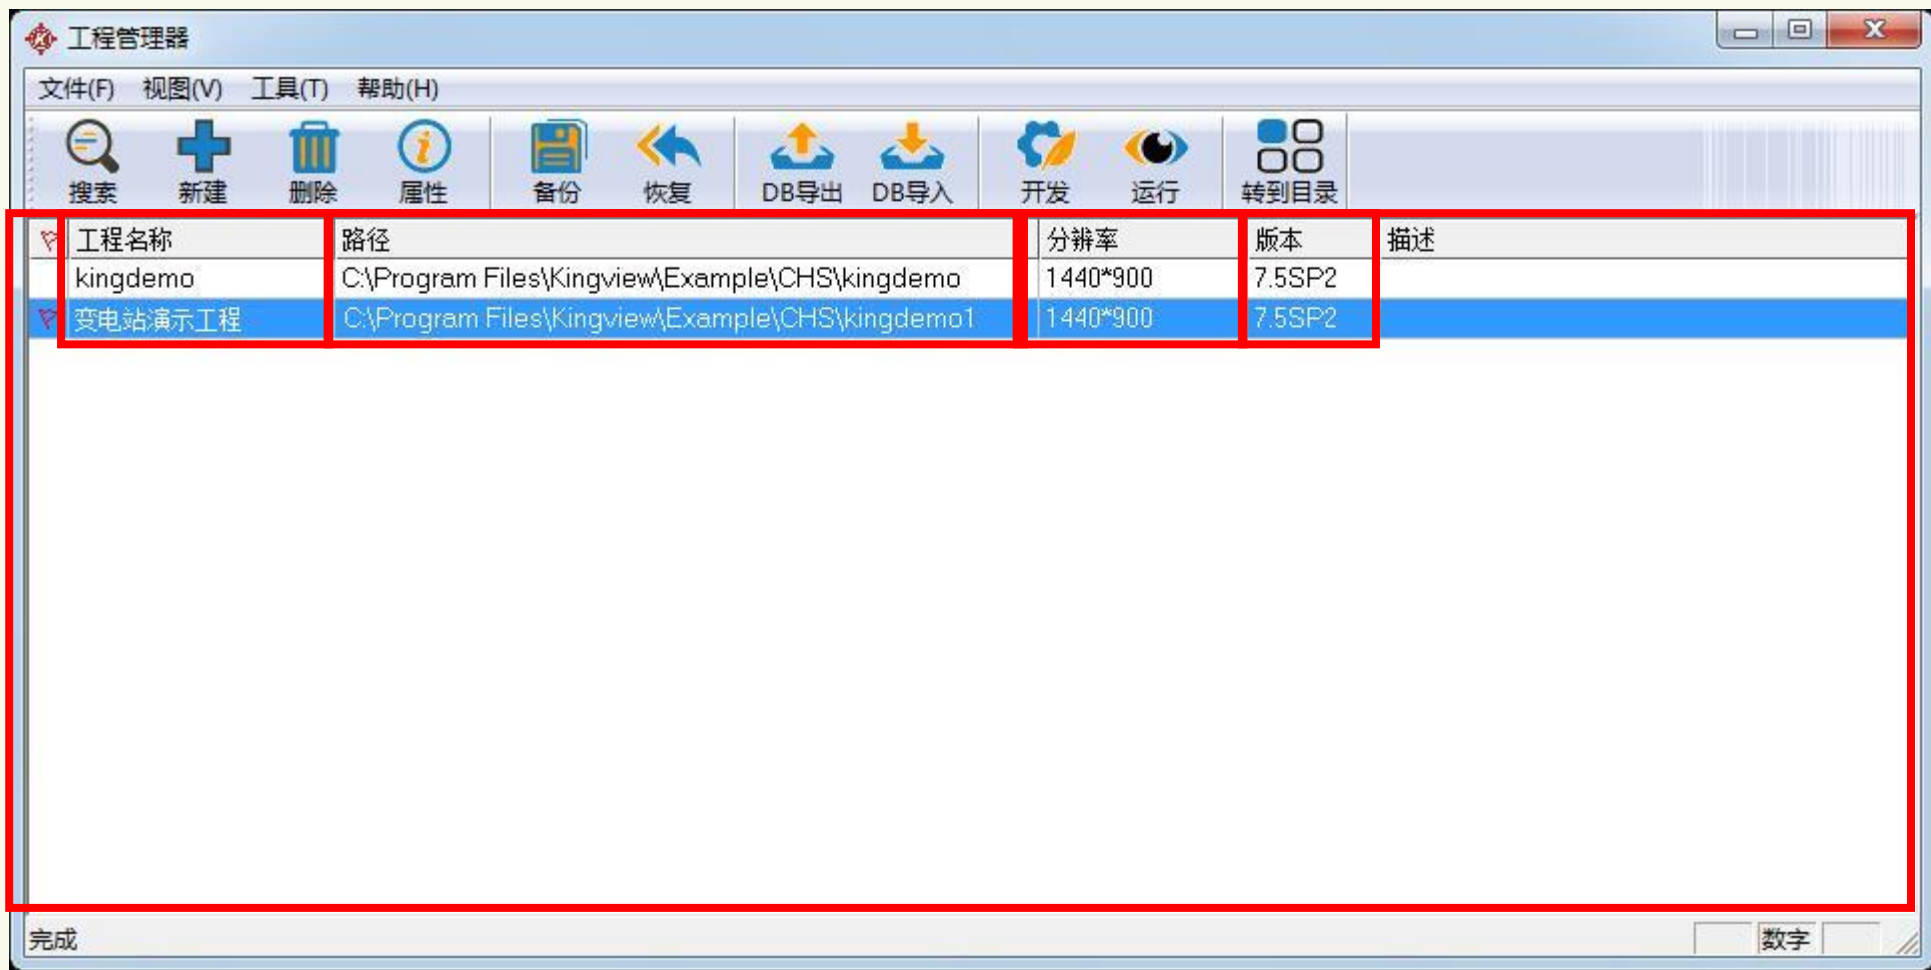 工程管理器
文件(F) 视图(V) 工具(T) 帮助(H)
搜索 新建 删除 属性 备份 恢复 DB导出 DB导入 开发 运行 转到目录
工程名称 路径 分辨率 版本 描述
kingdemo C:\Program Files\Kingview\Example\CHS\kingdemo 1440*900 7.5SP2
变电站演示工程 C:\Program Files\Kingview\Example\CHS\kingdemo1 1440*900 7.5SP2
完成 数字